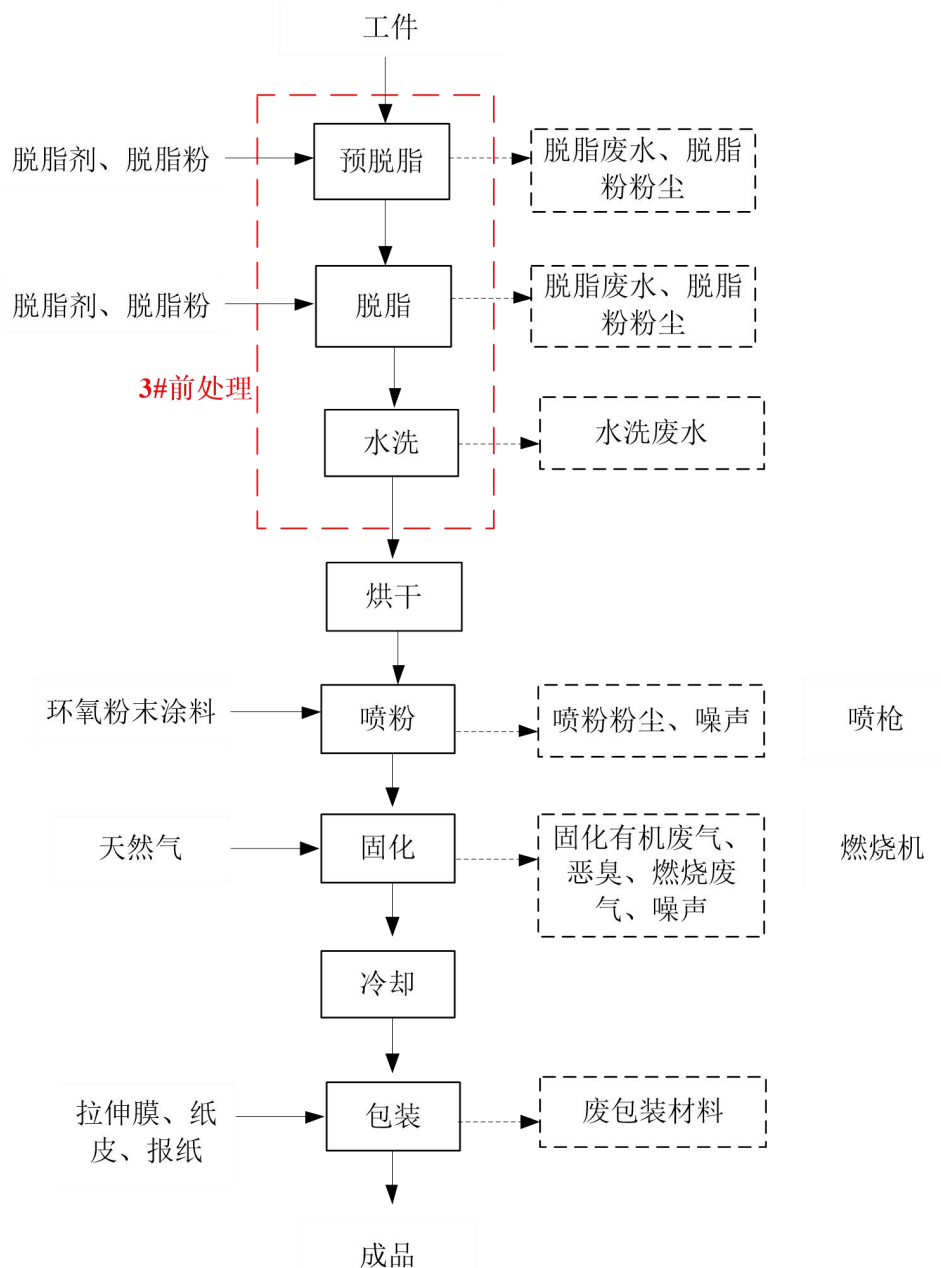 工件
脱脂剂、脱脂粉
预脱脂
脱脂废水、脱脂
粉粉尘
脱脂剂、脱脂粉
脱脂
脱脂废水、脱脂
粉粉尘
3#前处理
水洗
水洗废水
烘干
环氧粉末涂料
喷粉
喷粉粉尘、噪声
喷枪
天然气
固化
固化有机废气、
恶臭、燃烧废
气、噪声
燃烧机
冷却
拉伸膜、纸
皮、报纸
包装
废包装材料
成品